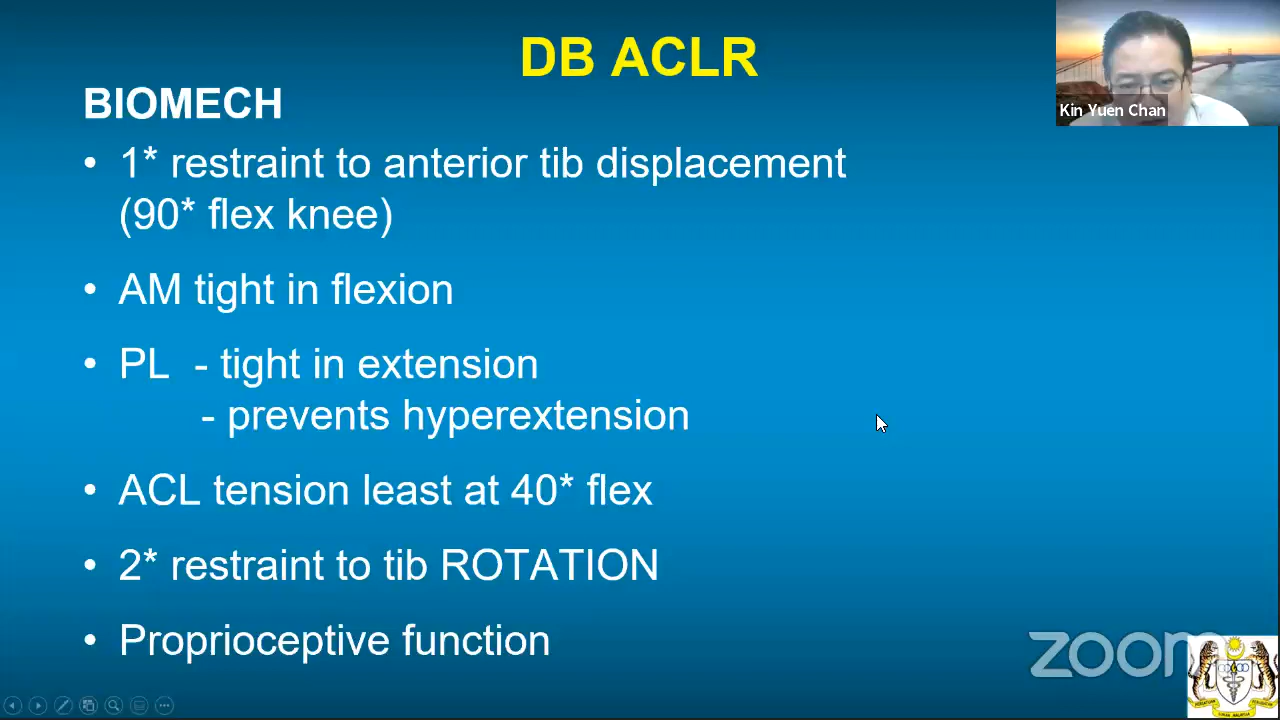 DB ACLR
BIOMECH
• 1* restraint to anterior tib displacement
(90* flex knee)
• AM tight in flexion
• PL - tight in extension
- prevents hyperextension
• ACL tension least at 40* flex
• 2* restraint to tib ROTATION
• Proprioceptive function
Kin Yuen Chan
zoom